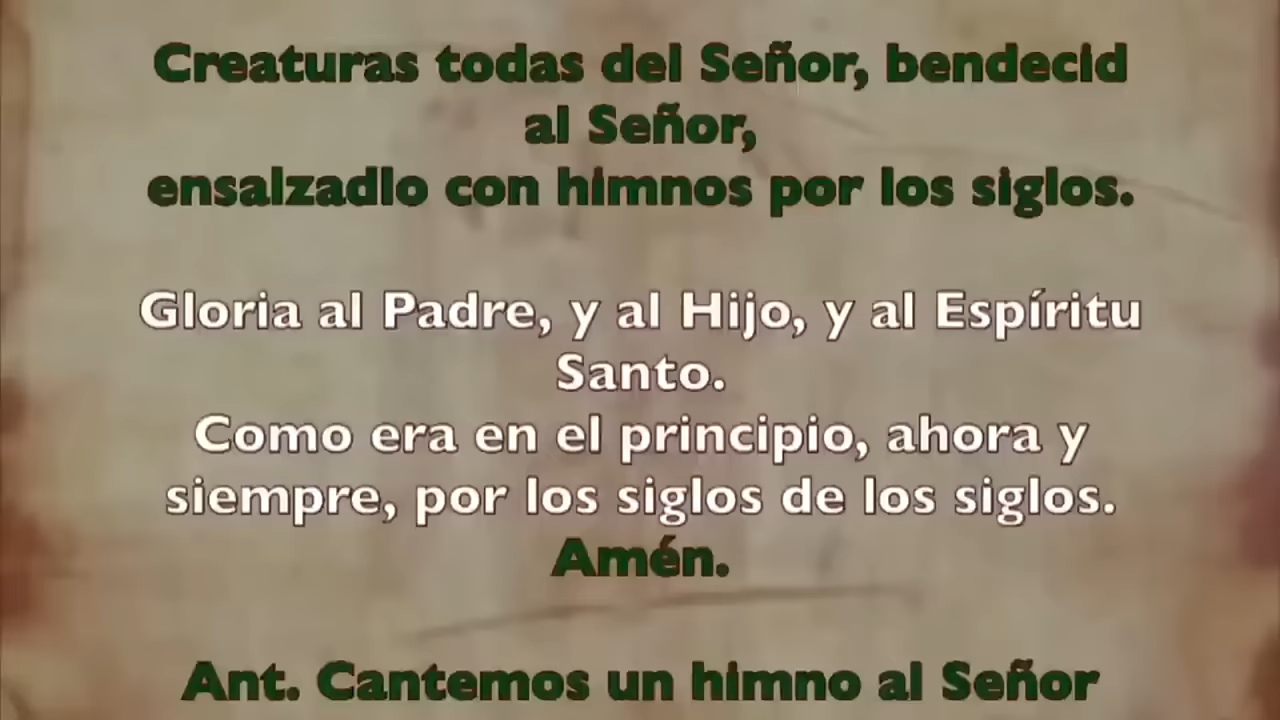 Creaturas todas del Señor, bendecid
al Señor,
ensalzadlo con himnos por los siglos.
Gloria al Padre, y al Hijo, y al Espíritu
Santo.
Como era en el principio, ahora y
siempre, por los siglos de los siglos.
Amén.
Ant. Cantemos un himno al Señor